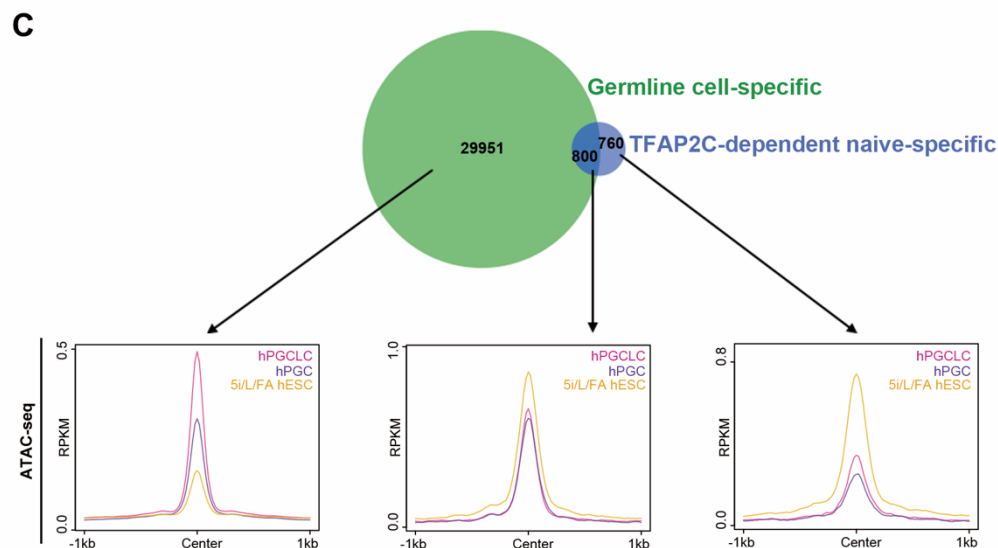 C
Germline cell-specific
29951
760
TFAP2C-dependent naive-specific
800
ATAC-seq
0.5
RPKM
0.0
hPGCLC
hPGC
5i/L/FA hESC
-1kb
Center
1kb
1.0
RPKM
0.0
hPGCLC
hPGC
5i/L/FA hESC
-1kb
Center
1kb
0.8
RPKM
0.0
hPGCLC
hPGC
5i/L/FA hESC
-1kb
Center
1kb